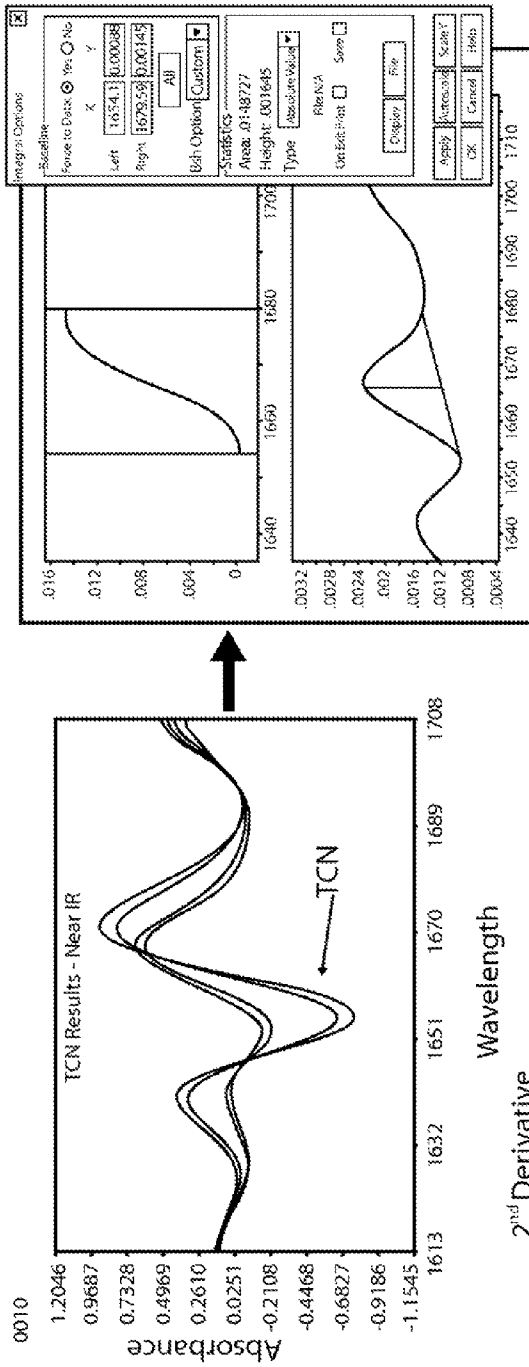 0010
Absorbance
1.2046
0.9687
0.7328
0.4969
0.2610
0.0251
-0.2108
-0.4468
-0.6827
-0.9186
-1.1545
TCN Results - Near IR
TCN
1613
1632
1651
1670
1689
1708
Wavelength
2nd Derivative
.016
.012
.008
.004
0
1640
1660
1680
1700
.0032
.0028
.0024
.002
.0016
.0012
.0008
.0004
1640
1650
1660
1670
1680
1690
1700
1710
Integral Options
Baseline
Force to Data Yes No
X Y
Left 1654.1 0.00088
Right 1679.59 0.00145
All
Option Custom
Statistics
Area: .0148727
Height: .001645
Type Absolute Value
File: N/A
On Exit: Print Save
Display File
Apply Autoscale Scale Y
OK Cancel Help